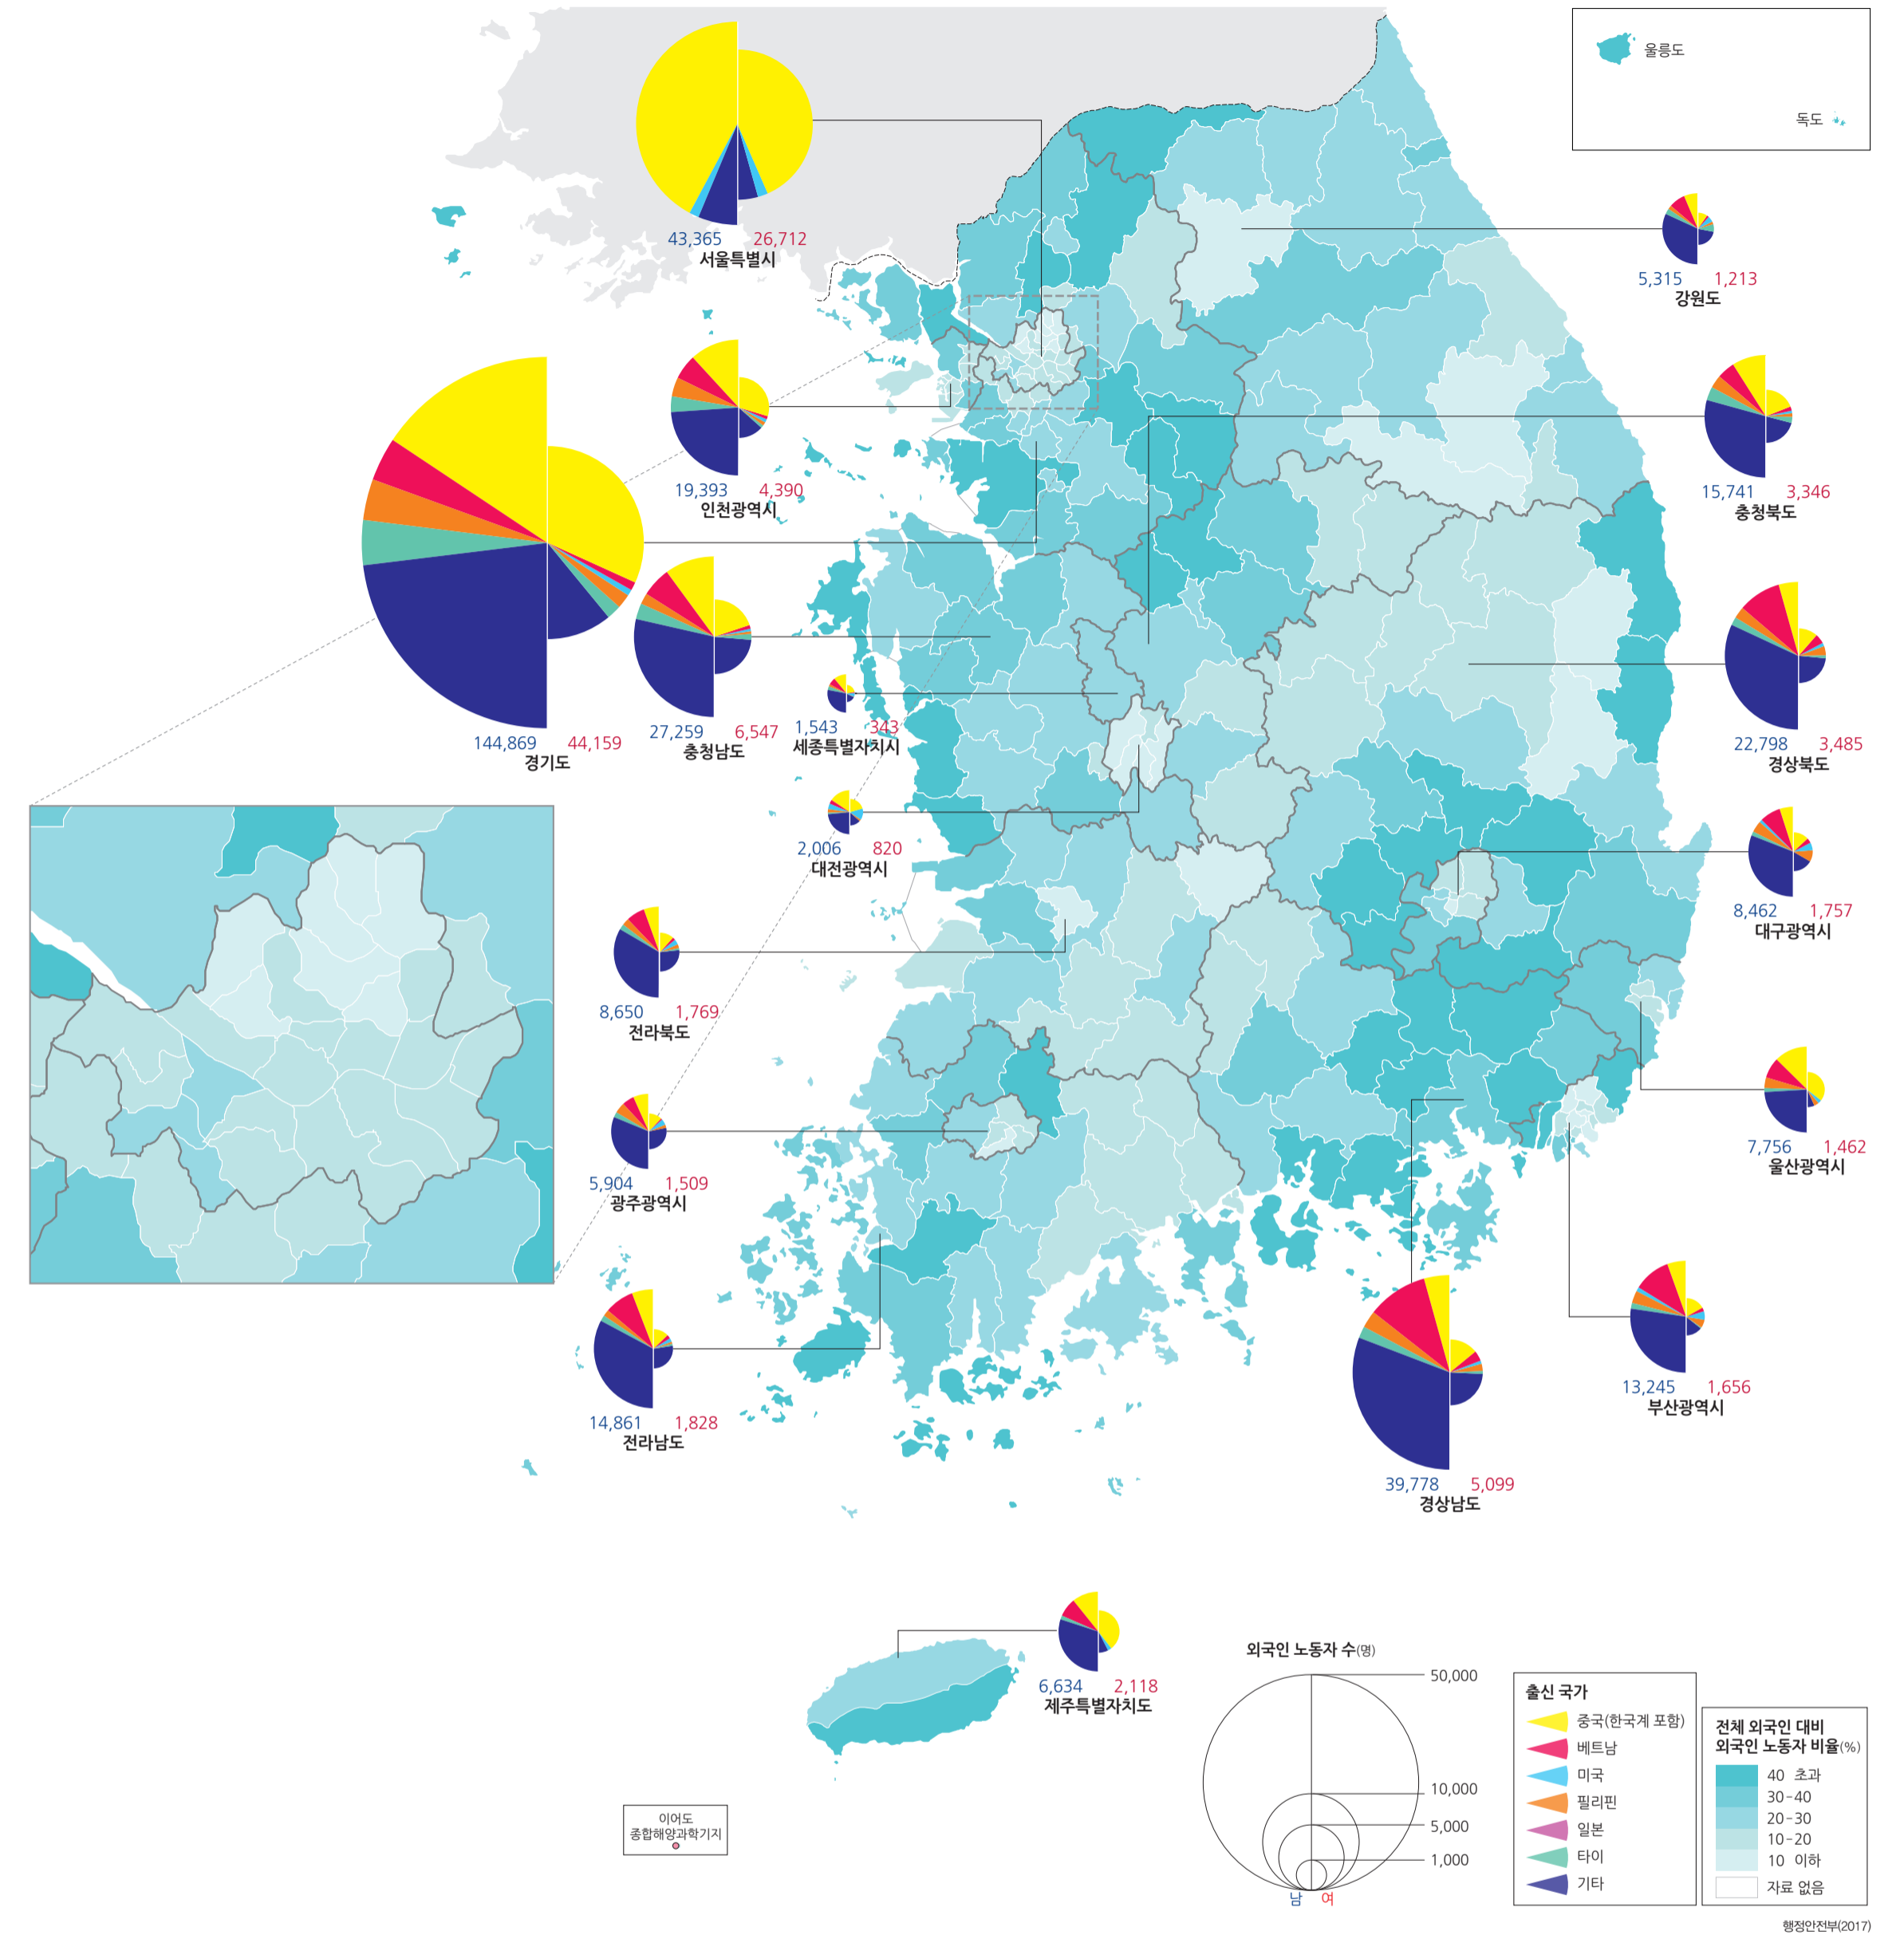 울릉도
독도
43,365 26,712
서울특별시
5,315 1,213
강원도
19,393 4,390
인천광역시
15,741 3,346
충청북도
144,869 44,159
경기도
27,259 6,547
충청남도
1,543 343
세종특별자치시
22,798 3,485
경상북도
2,006 820
대전광역시
8,462 1,757
대구광역시
8,650 1,769
전라북도
7,756 1,462
울산광역시
5,904 1,509
광주광역시
13,245 1,656
부산광역시
14,861 1,828
전라남도
39,778 5,099
경상남도
6,634 2,118
제주특별자치도
이어도
종합해양과학기지
외국인 노동자 수(명)
50,000
10,000
5,000
1,000
남 여
출신 국가
중국(한국계 포함)
베트남
미국
필리핀
일본
타이
기타
전체 외국인 대비
외국인 노동자 비율(%)
40 초과
30-40
20-30
10-20
10 이하
자료 없음
행정안전부(2017)